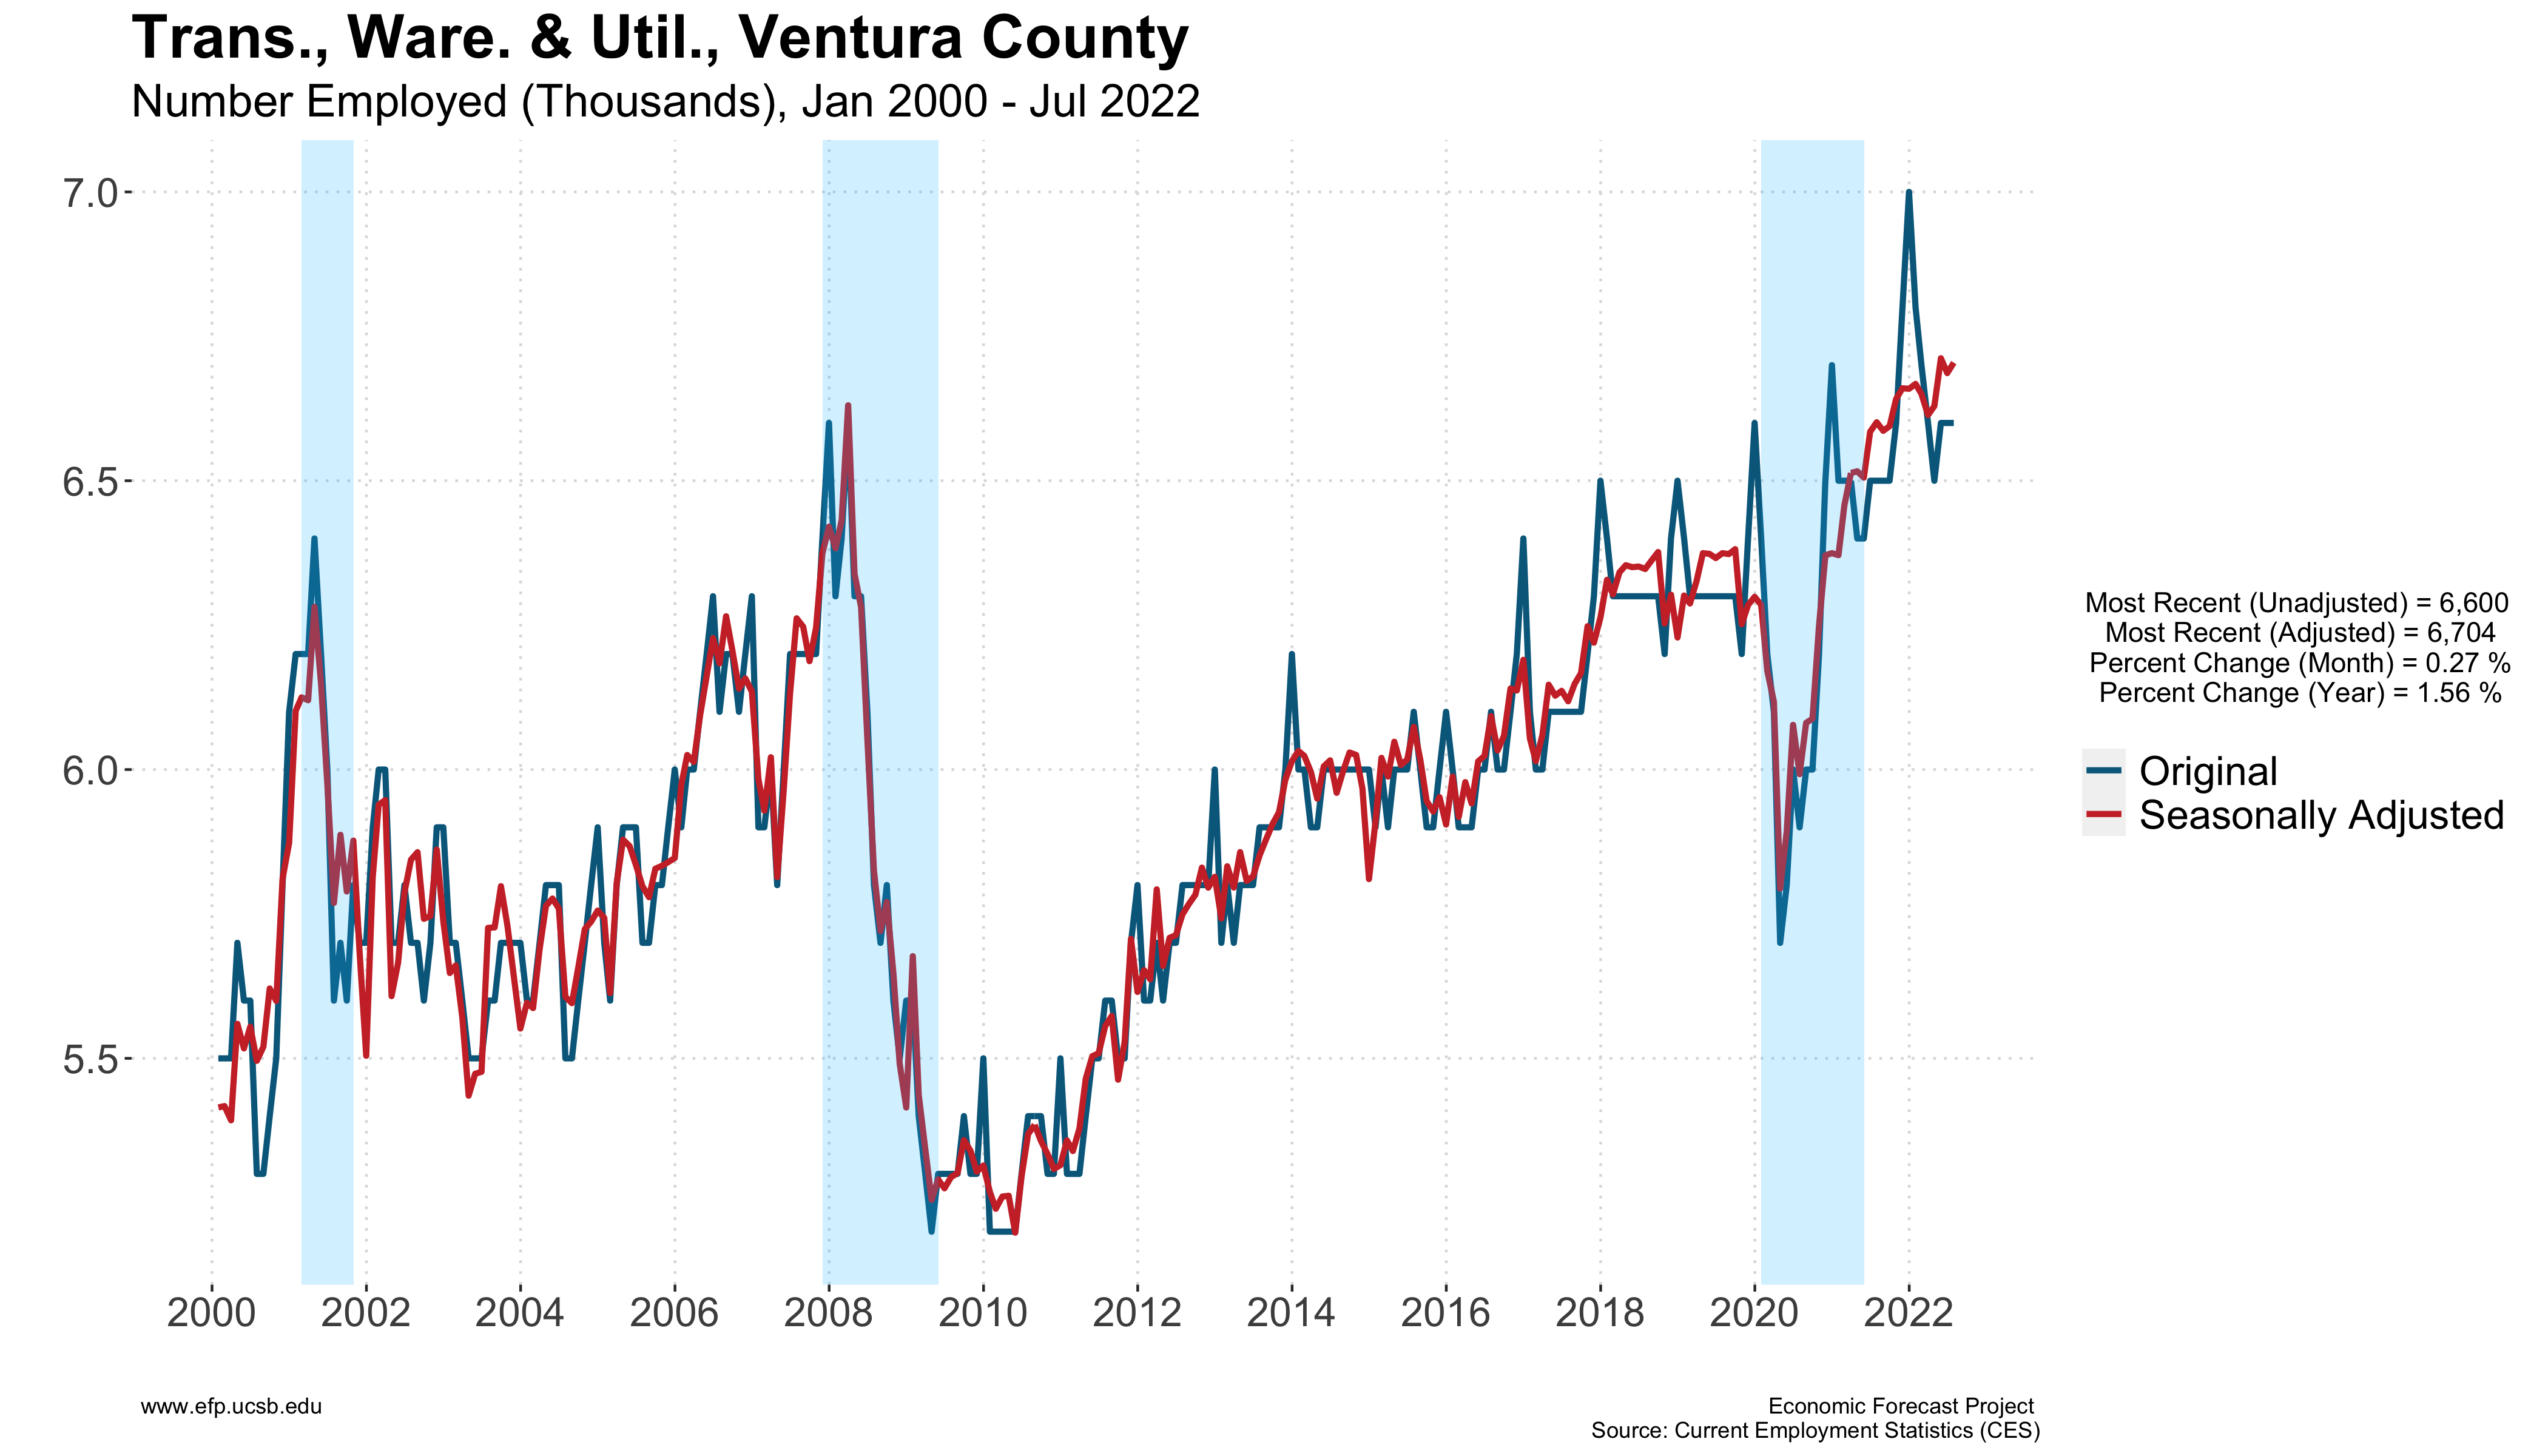 Trans., Ware. & Util., Ventura County
Number Employed (Thousands), Jan 2000 - Jul 2022
7.0
6.5
6.0
5.5
2000 2002 2004 2006 2008 2010 2012 2014 2016 2018 2020 2022
Most Recent (Unadjusted) = 6,600
Most Recent (Adjusted) = 6,704
Percent Change (Month) = 0.27 %
Percent Change (Year) = 1.56 %
Original
Seasonally Adjusted
www.efp.ucsb.edu
Economic Forecast Project
Source: Current Employment Statistics (CES)